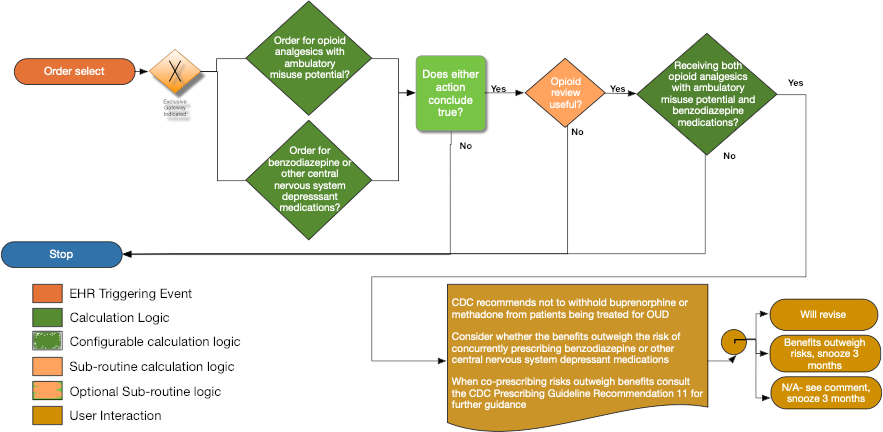 Order select
X
Exclusive
Gateway
Indicated
Order for opioid
analgesics with
ambulatory
misuse potential?
Order for
benzodiazepine or
other central
nervous system
depresssant
medications?
Does either
action
conclude
true?
Yes
No
Opioid
review
useful?
Yes
No
Receiving both
opioid analgesics
with ambulatory
misuse potential and
benzodiazepine
medications?
Yes
No
Stop
EHR Triggering Event
Calculation Logic
Configurable calculation logic
Sub-routine calculation logic
Optional Sub-routine logic
User Interaction
CDC recommends not to withhold buprenorphine or
methadone from patients being treated for OUD
Consider whether the benefits outweigh the risk of
concurrently prescribing benzodiazepine or other
central nervous system depressant medications
When co-prescribing risks outweigh benefits consult
the CDC Prescribing Guideline Recommendation 11 for
further guidance
Will revise
Benefits outweigh
risks, snooze 3
months
N/A- see comment,
snooze 3 months